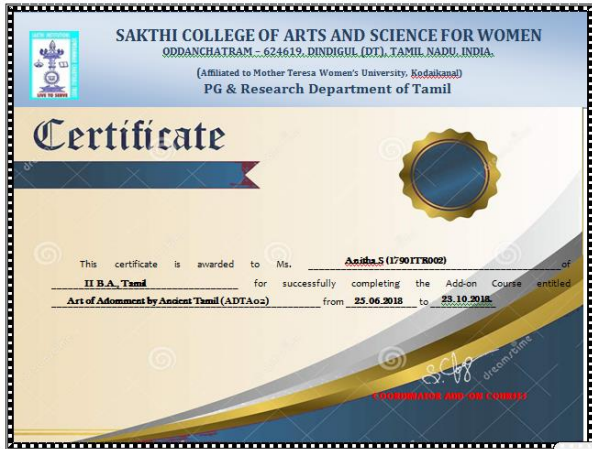 SAKTHI COLLEGE OF ARTS AND SCIENCE FOR WOMEN
ODDANCHATRAM – 624619, DINDIGUL (DT), TAMIL NADU, INDIA.
(Affiliated to Mother Teresa Women's University, Kodaikanal)
PG & Research Department of Tamil
Certificate
This certificate is awarded to Ms. Anitha S (17901TR002) of
II B.A., Tamil for successfully completing the Add-on Course entitled
Art of Adornment by Ancient Tamil (ADTA02) from 25.06.2018 to 23.10.2018.
dreamstime
COORDINATOR ADD-ON COURSE